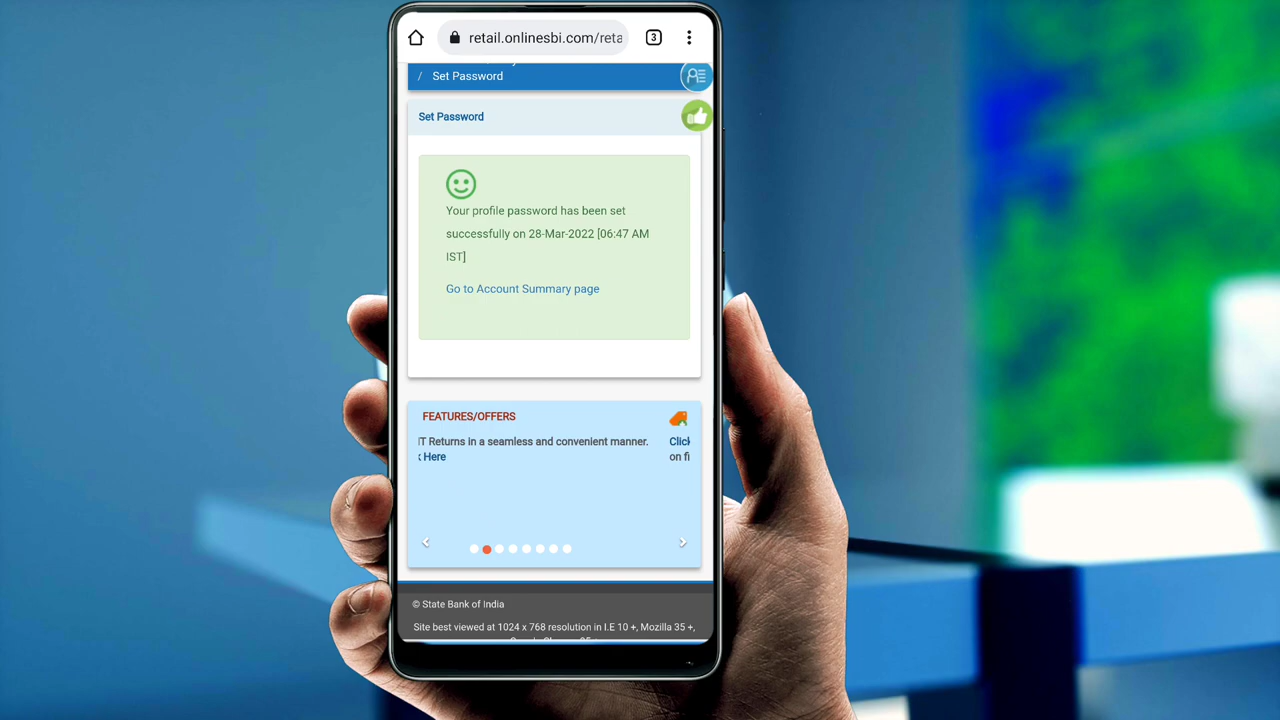 retail.onlinesbi.com/reta
3
/ Set Password
Set Password
Your profile password has been set
successfully on 28-Mar-2022 [06:47 AM
IST]
Go to Account Summary page
FEATURES/OFFERS
T Returns in a seamless and convenient manner.
Here
Click
on fi
© State Bank of India
Site best viewed at 1024 x 768 resolution in I.E 10 +, Mozilla 35 +,